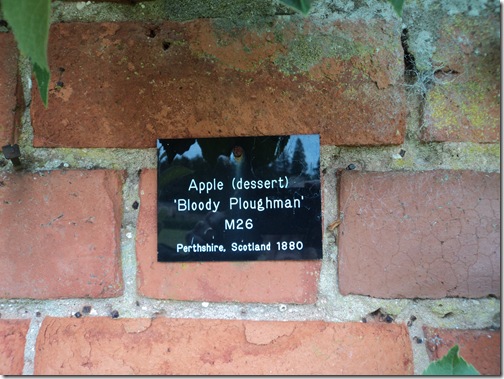 Apple (dessert)
'Bloody Ploughman'
M26
Perthshire, Scotland 1880